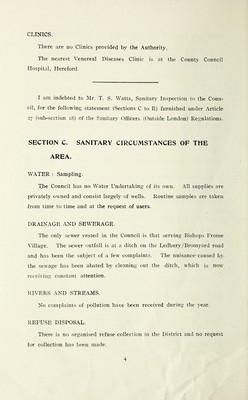 CLINICS.
There are no Clinics provided by the Authority.
The nearest Venereal Diseases Clinic is at the County Council
Hospital, Hereford.
I am indebted to Mr. T. S. Watts, Sanitary Inspection to the Coun-
cil, for the following statement (Sections C to E) furnished under Article
27 (sub-section 18) of the Sanitary Officers (Outside London) Regulations.
SECTION C. SANITARY CIRCUMSTANCES OF THE
AREA.
WATER : Sampling.
The Council has no Water Undertaking of its own. All supplies are
privately owned and consist largely of wells. Routine samples are taken
from time to time and at the request of users.
DRAINAGE AND SEWERAGE.
The only sewer vested in the Council is that serving Bishops Frome
Village. The sewer outfall is at a ditch on the Ledbury/Bromyard road
and has been the subject of a few complaints. The nuisance caused by
the sewage has been abated by cleaning out the ditch, which is now
receiving constant attention.
RIVERS AND STREAMS.
No complaints of pollution have been received during the year.
REFUSE DISPOSAL.
There is no organised refuse collection in the District and no request
for collection has been made.
4